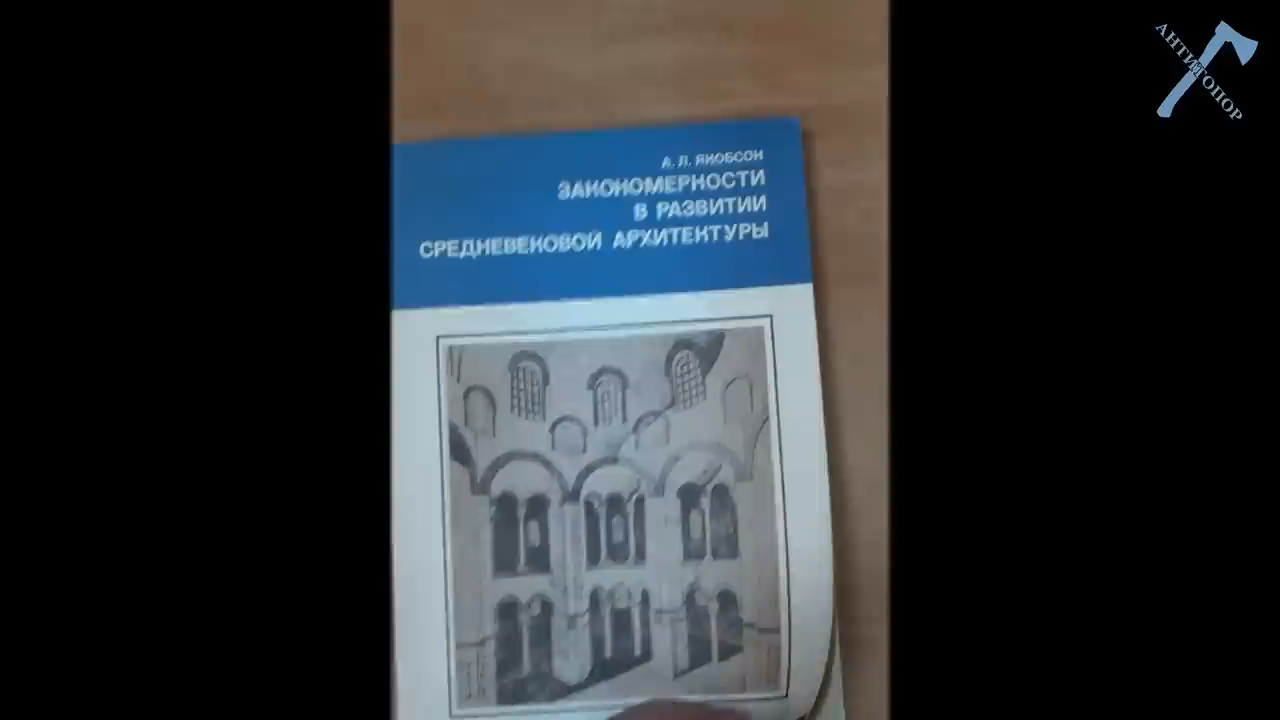 А. Л. ЯКОБСОН
ЗАКОНОМЕРНОСТИ
В РАЗВИТИИ
СРЕДНЕВЕКОВОЙ АРХИТЕКТУРЫ
АНТИТОПОР